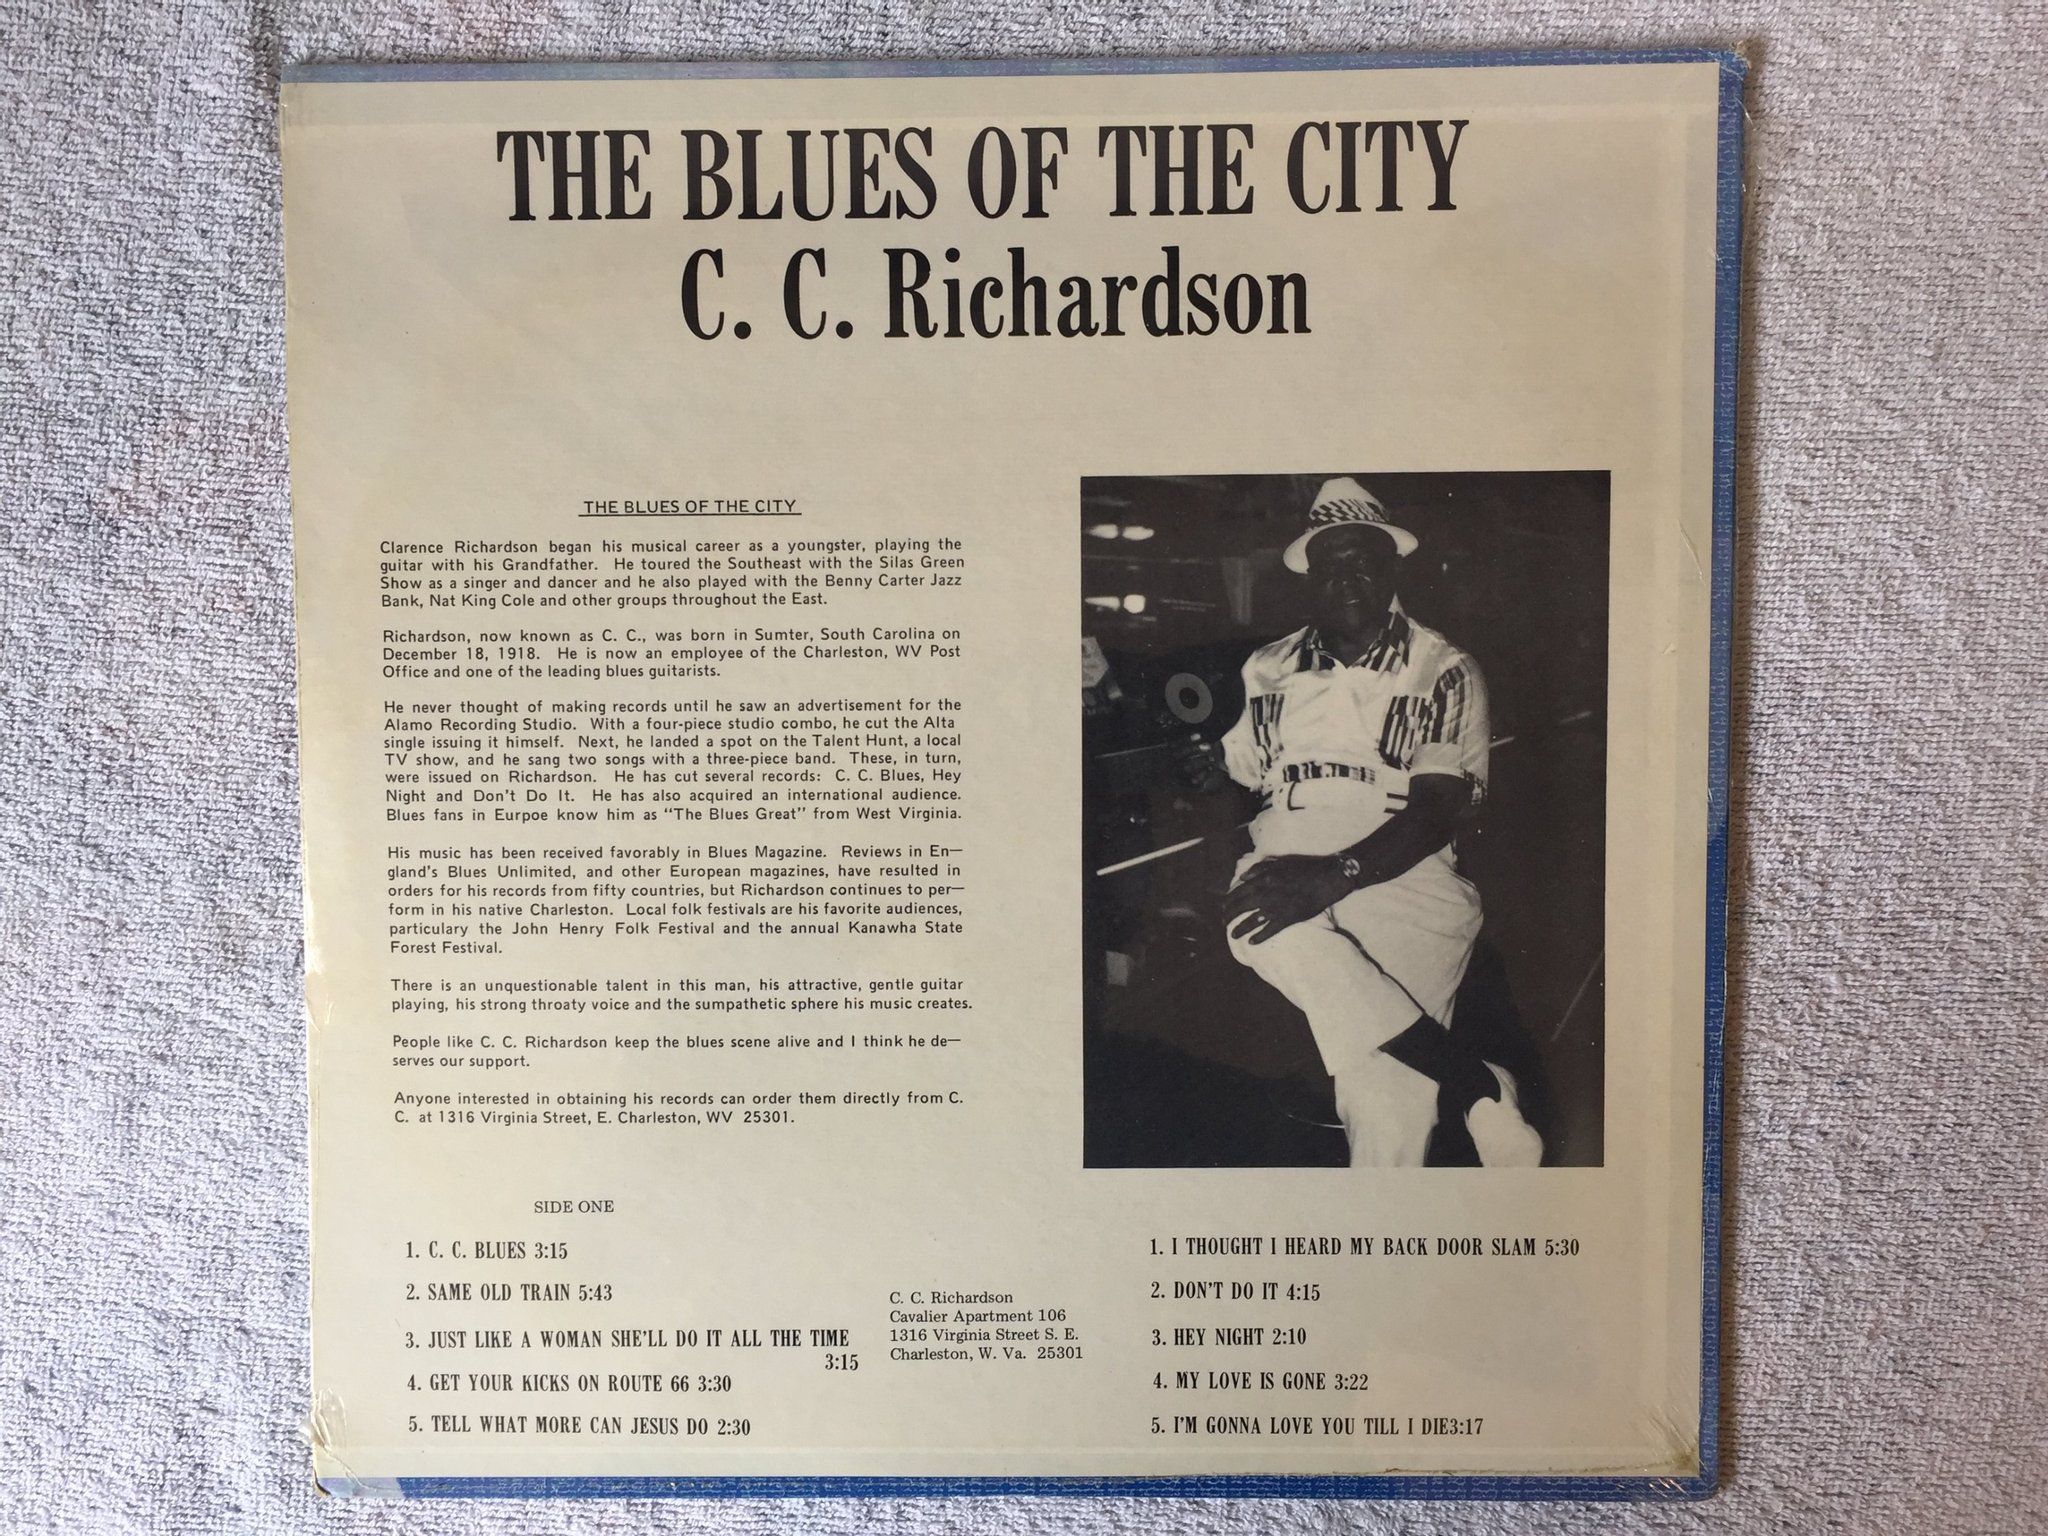 THE BLUES OF THE CITY
C. C. Richardson
THE BLUES OF THE CITY
Clarence Richardson began his musical career as a youngster, playing the
guitar with his Grandfather. He toured the Southeast with the Silas Green
Show as a singer and dancer and he also played with the Benny Carter Jazz
Bank, Nat King Cole and other groups throughout the East.
Richardson, now known as C. C., was born in Sumter, South Carolina on
December 18, 1918. He is now an employee of the Charleston, WV Post
Office and one of the leading blues guitarists.
He never thought of making records until he saw an advertisement for the
Alamo Recording Studio. With a four-piece studio combo, he cut the Alta
single issuing it himself. Next, he landed a spot on the Talent Hunt, a local
TV show, and he sang two songs with a three-piece band. These, in turn,
were issued on Richardson. He has cut several records: C. C. Blues, Hey
Night and Don't Do It. He has also acquired an international audience.
Blues fans in Eurpoe know him as "The Blues Great" from West Virginia.
His music has been received favorably in Blues Magazine. Reviews in En—
gland's Blues Unlimited, and other European magazines, have resulted in
orders for his records from fifty countries, but Richardson continues to per—
form in his native Charleston. Local folk festivals are his favorite audiences,
particulary the John Henry Folk Festival and the annual Kanawha State
Forest Festival.
There is an unquestionable talent in this man, his attractive, gentle guitar
playing, his strong throaty voice and the sumpathetic sphere his music creates.
People like C. C. Richardson keep the blues scene alive and I think he de—
serves our support.
Anyone interested in obtaining his records can order them directly from C.
C. at 1316 Virginia Street, E. Charleston, WV 25301.
SIDE ONE
1. C. C. BLUES 3:15
2. SAME OLD TRAIN 5:43
3. JUST LIKE A WOMAN SHE'LL DO IT ALL THE TIME
3:15
4. GET YOUR KICKS ON ROUTE 66 3:30
5. TELL WHAT MORE CAN JESUS DO 2:30
C. C. Richardson
Cavalier Apartment 106
1316 Virginia Street S. E.
Charleston, W. Va. 25301
1. I THOUGHT I HEARD MY BACK DOOR SLAM 5:30
2. DON'T DO IT 4:15
3. HEY NIGHT 2:10
4. MY LOVE IS GONE 3:22
5. I'M GONNA LOVE YOU TILL I DIE3:17